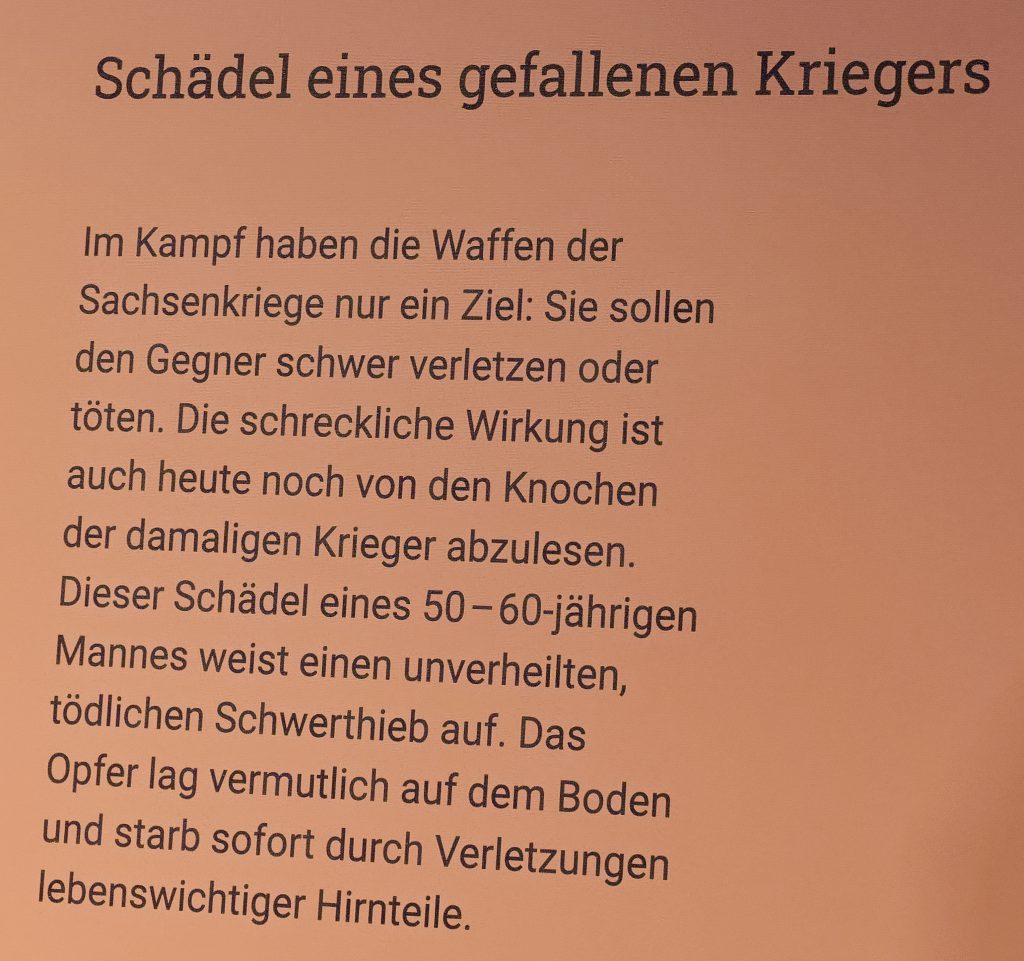 Schädel eines gefallenen Kriegers
Im Kampf haben die Waffen der
Sachsenkriege nur ein Ziel: Sie sollen
den Gegner schwer verletzen oder
töten. Die schreckliche Wirkung ist
auch heute noch von den Knochen
der damaligen Krieger abzulesen.
Dieser Schädel eines 50–60-jährigen
Mannes weist einen unverheilten,
tödlichen Schwerthieb auf. Das
Opfer lag vermutlich auf dem Boden
und starb sofort durch Verletzungen
lebenswichtiger Hirnteile.